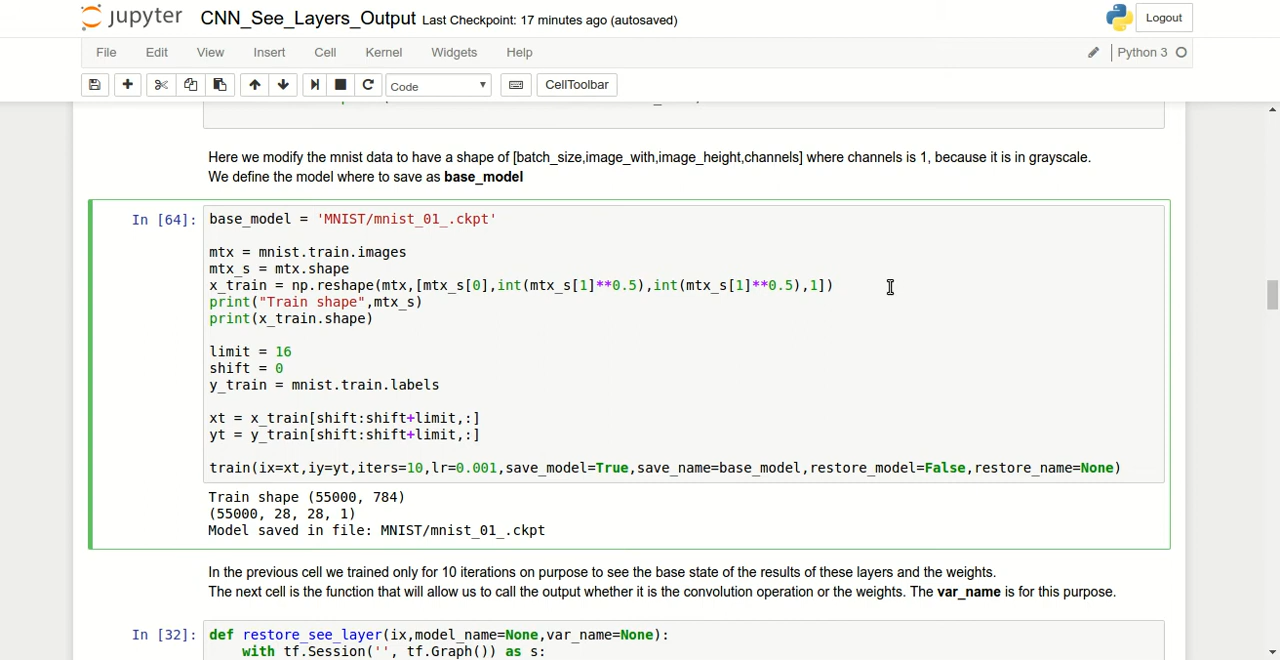 jupyter CNN_See_Layers_Output Last Checkpoint: 17 minutes ago (autosaved) Logout
File Edit View Insert Cell Kernel Widgets Help Python 3
Code CellToolbar
Here we modify the mnist data to have a shape of [batch_size,image_with,image_height,channels] where channels is 1, because it is in grayscale.
We define the model where to save as base_model
In [64]: base_model = 'MNIST/mnist_01_.ckpt'
mtx = mnist.train.images
mtx_s = mtx.shape
x_train = np.reshape(mtx,[mtx_s[0],int(mtx_s[1]**0.5),int(mtx_s[1]**0.5),1])
print("Train shape",mtx_s)
print(x_train.shape)
limit = 16
shift = 0
y_train = mnist.train.labels
xt = x_train[shift:shift+limit,:]
yt = y_train[shift:shift+limit,:]
train(ix=xt,iy=yt,iters=10,lr=0.001,save_model=True,save_name=base_model,restore_model=False,restore_name=None)
Train shape (55000, 784)
(55000, 28, 28, 1)
Model saved in file: MNIST/mnist_01_.ckpt
In the previous cell we trained only for 10 iterations on purpose to see the base state of the results of these layers and the weights.
The next cell is the function that will allow us to call the output whether it is the convolution operation or the weights. The var_name is for this purpose.
In [32]: def restore_see_layer(ix,model_name=None,var_name=None):
with tf.Session('', tf.Graph()) as s: